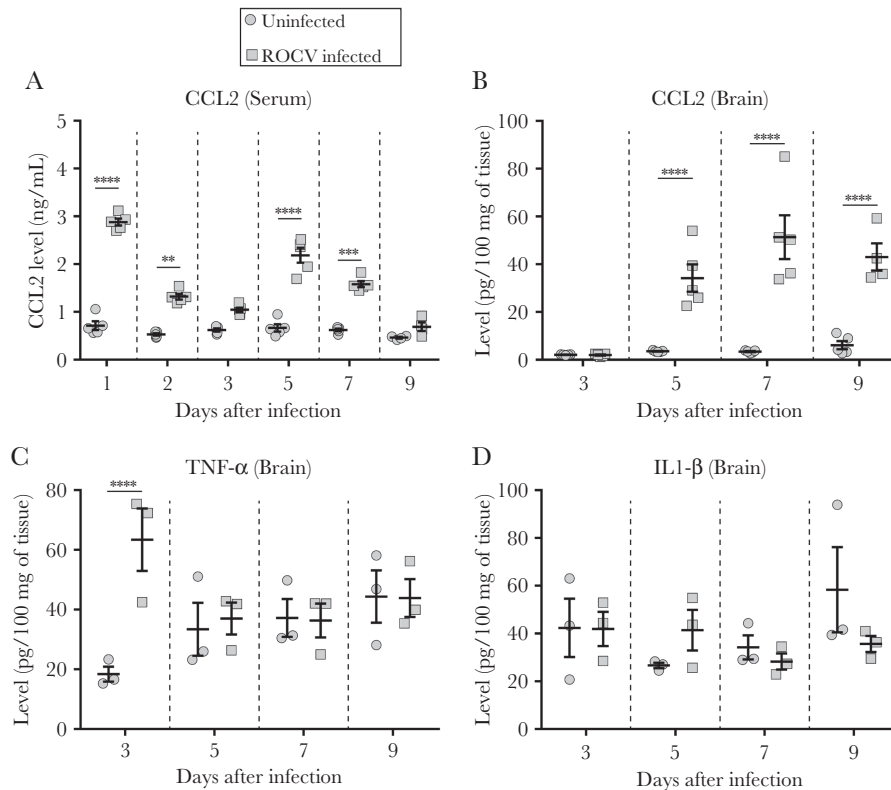 Uninfected
ROCV infected
A
CCL2 (Serum)
CCL2 level (ng/mL)
5
4
3
2
1
0
****
**
****
***
1 2 3 5 7 9
Days after infection
B
CCL2 (Brain)
Level (pg/100 mg of tissue)
100
80
60
40
20
0
****
****
****
3 5 7 9
Days after infection
C
TNF-α (Brain)
Level (pg/100 mg of tissue)
80
60
40
20
0
****
3 5 7 9
Days after infection
D
IL1-β (Brain)
Level (pg/100 mg of tissue)
100
80
60
40
20
0
3 5 7 9
Days after infection